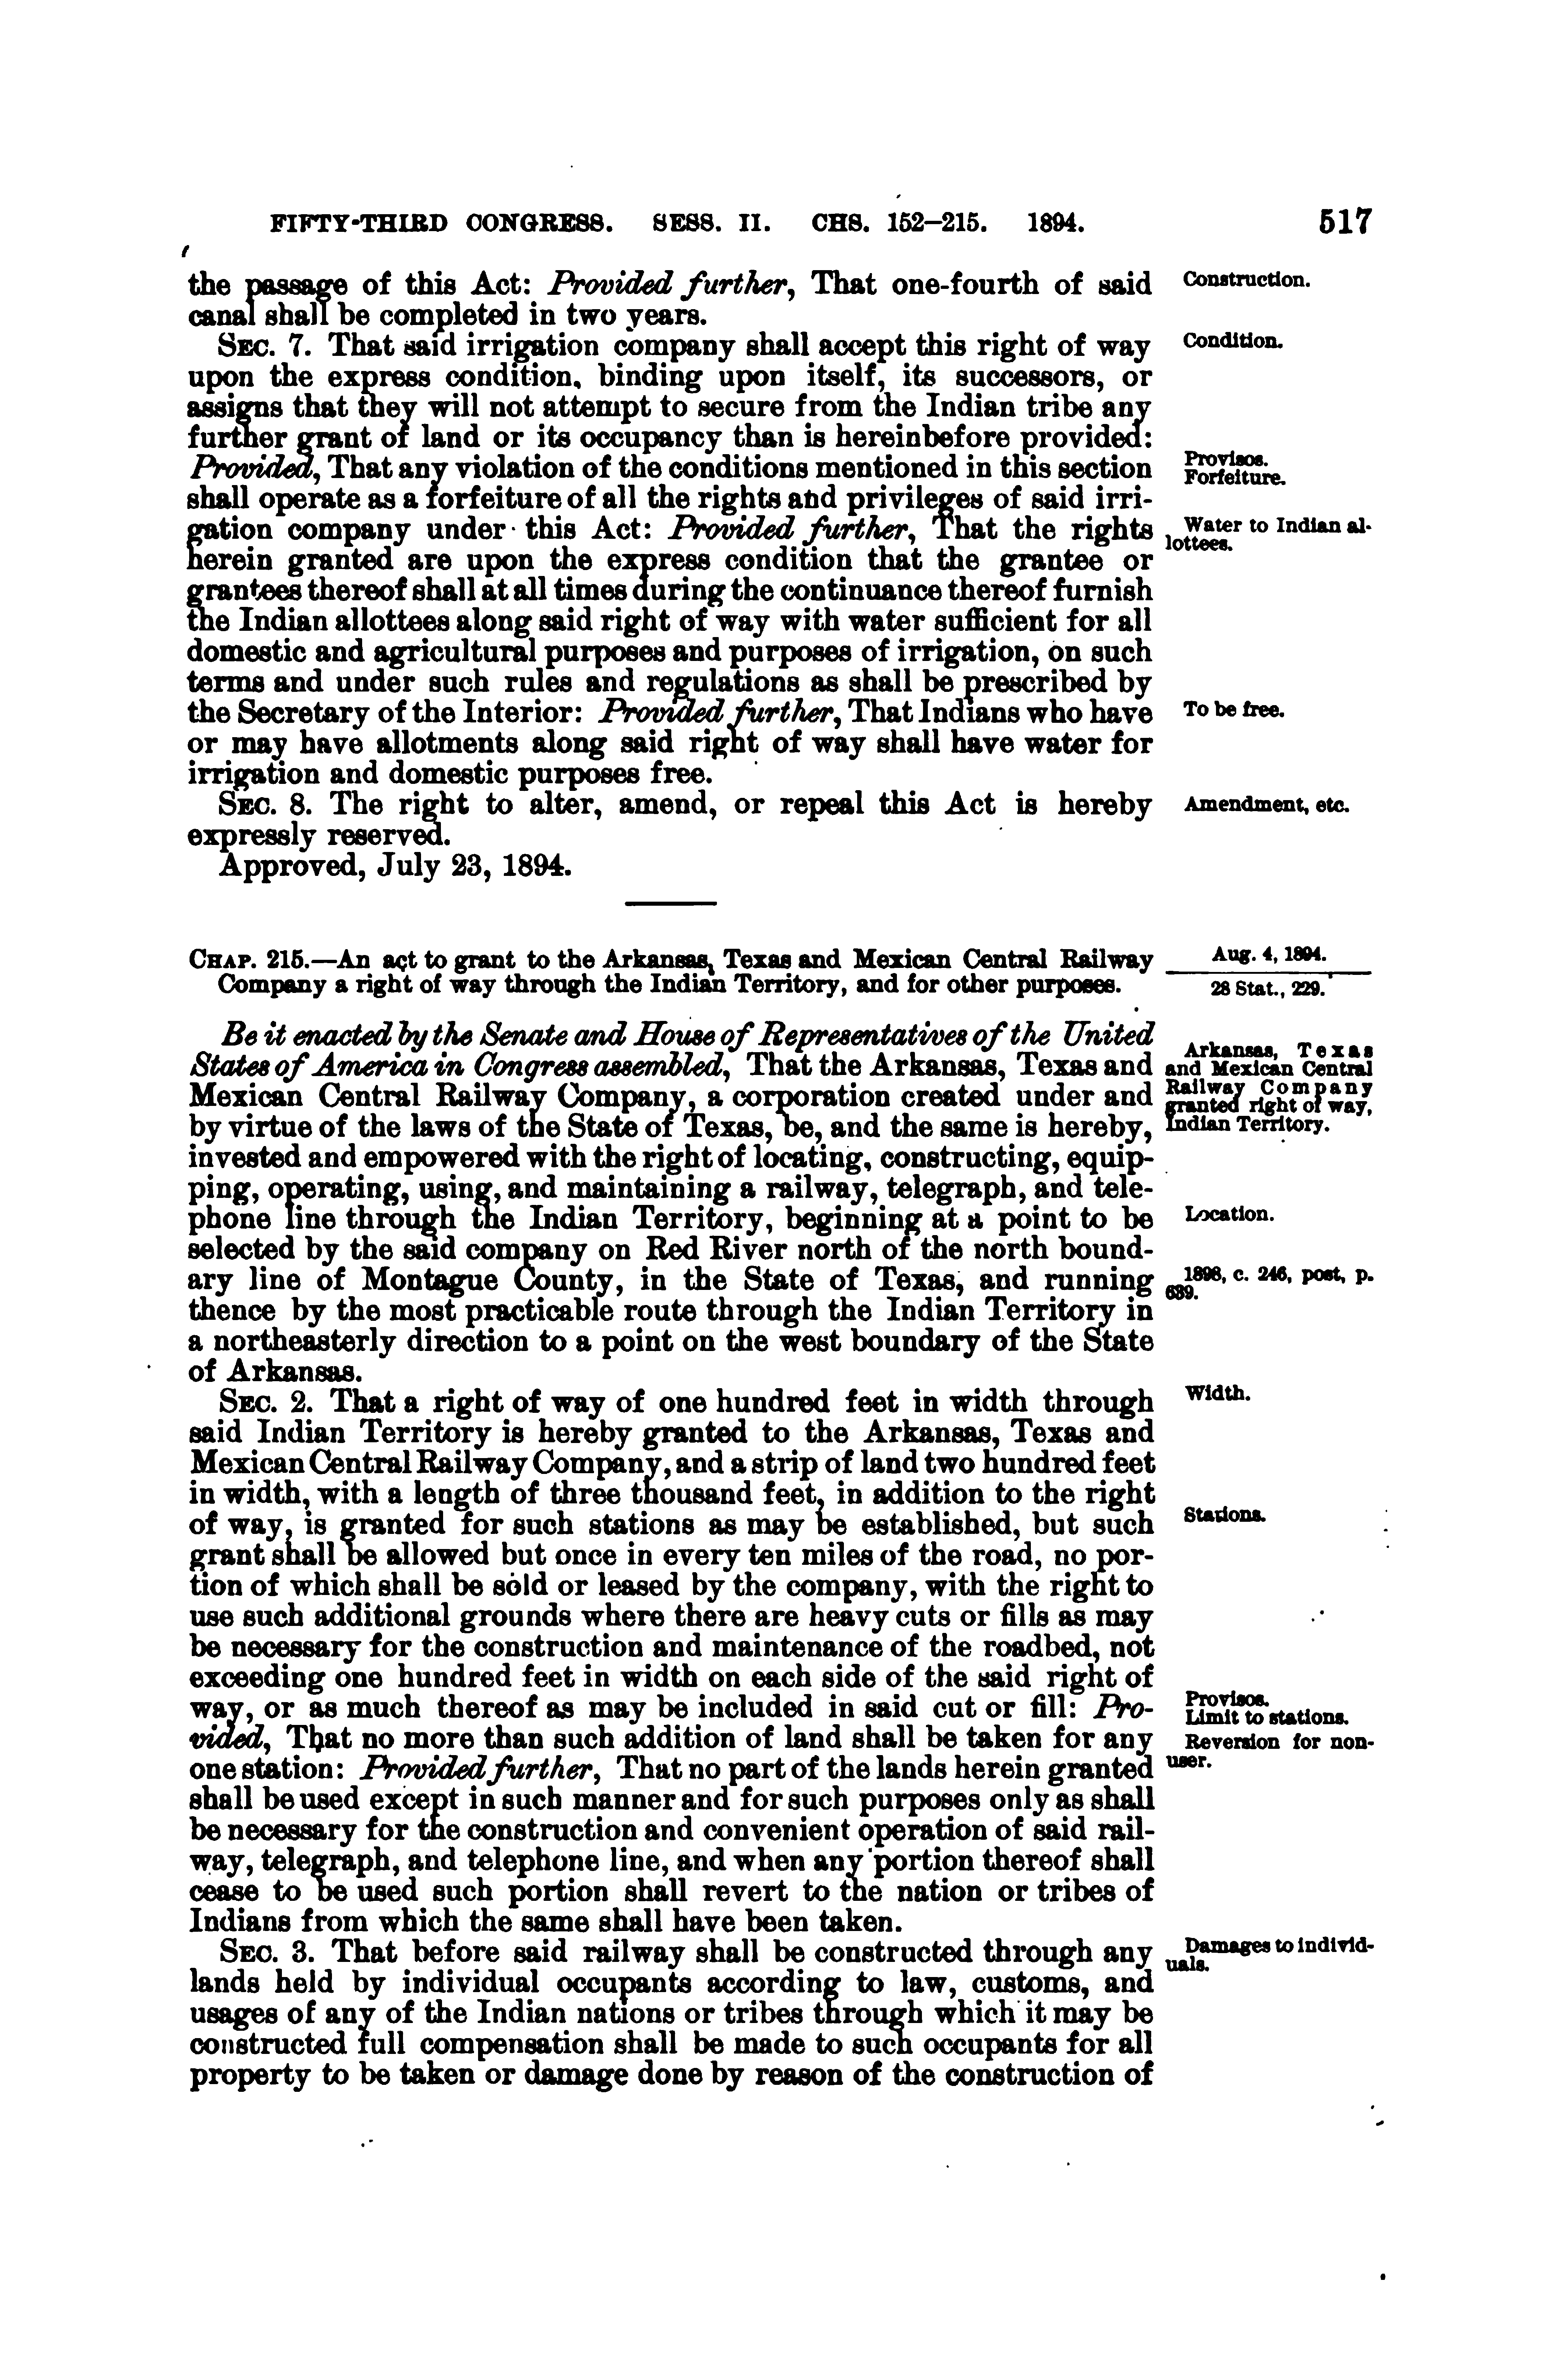 FIFTY-THIRD CONGRESS. SESS. II. CHS. 152–215. 1894. 517
the passage of this Act: Provided further, That one-fourth of said
canal shall be completed in two years.
Construction.
SEC. 7. That said irrigation company shall accept this right of way
upon the express condition, binding upon itself, its successors, or
assigns that they will not attempt to secure from the Indian tribe any
further grant of land or its occupancy than is hereinbefore provided:
Provided, That any violation of the conditions mentioned in this section
shall operate as a forfeiture of all the rights and privileges of said irri-
gation company under this Act: Provided further, That the rights
herein granted are upon the express condition that the grantee or
grantees thereof shall at all times during the continuance thereof furnish
the Indian allottees along said right of way with water sufficient for all
domestic and agricultural purposes and purposes of irrigation, on such
terms and under such rules and regulations as shall be prescribed by
the Secretary of the Interior: Provided further, That Indians who have
or may have allotments along said right of way shall have water for
irrigation and domestic purposes free.
Condition.
Provisos.
Forfeiture.
Water to Indian al-
lottees.
To be free.
SEC. 8. The right to alter, amend, or repeal this Act is hereby
expressly reserved.
Amendment, etc.
Approved, July 23, 1894.
CHAP. 215.—An act to grant to the Arkansas, Texas and Mexican Central Railway
Company a right of way through the Indian Territory, and for other purposes.
Aug. 4, 1894.
28 Stat., 229.
Be it enacted by the Senate and House of Representatives of the United
States of America in Congress assembled, That the Arkansas, Texas and
Mexican Central Railway Company, a corporation created under and
by virtue of the laws of the State of Texas, be, and the same is hereby,
invested and empowered with the right of locating, constructing, equip-
ping, operating, using, and maintaining a railway, telegraph, and tele-
phone line through the Indian Territory, beginning at a point to be
selected by the said company on Red River north of the north bound-
ary line of Montague County, in the State of Texas, and running
thence by the most practicable route through the Indian Territory in
a northeasterly direction to a point on the west boundary of the State
of Arkansas.
Arkansas, Texas
and Mexican Central
Railway Company
granted right of way,
Indian Territory.
Location.
1898, c. 246, post, p.
639.
SEC. 2. That a right of way of one hundred feet in width through
said Indian Territory is hereby granted to the Arkansas, Texas and
Mexican Central Railway Company, and a strip of land two hundred feet
in width, with a length of three thousand feet, in addition to the right
of way, is granted for such stations as may be established, but such
grant shall be allowed but once in every ten miles of the road, no por-
tion of which shall be sold or leased by the company, with the right to
use such additional grounds where there are heavy cuts or fills as may
be necessary for the construction and maintenance of the roadbed, not
exceeding one hundred feet in width on each side of the said right of
way, or as much thereof as may be included in said cut or fill: Pro-
vided, That no more than such addition of land shall be taken for any
one station: Provided further, That no part of the lands herein granted
shall be used except in such manner and for such purposes only as shall
be necessary for the construction and convenient operation of said rail-
way, telegraph, and telephone line, and when any portion thereof shall
cease to be used such portion shall revert to the nation or tribes of
Indians from which the same shall have been taken.
Width.
Stations.
Provisos.
Limit to stations.
Reversion for non-
user.
SEC. 3. That before said railway shall be constructed through any
lands held by individual occupants according to law, customs, and
usages of any of the Indian nations or tribes through which it may be
constructed full compensation shall be made to such occupants for all
property to be taken or damage done by reason of the construction of
Damages to individ-
uals.